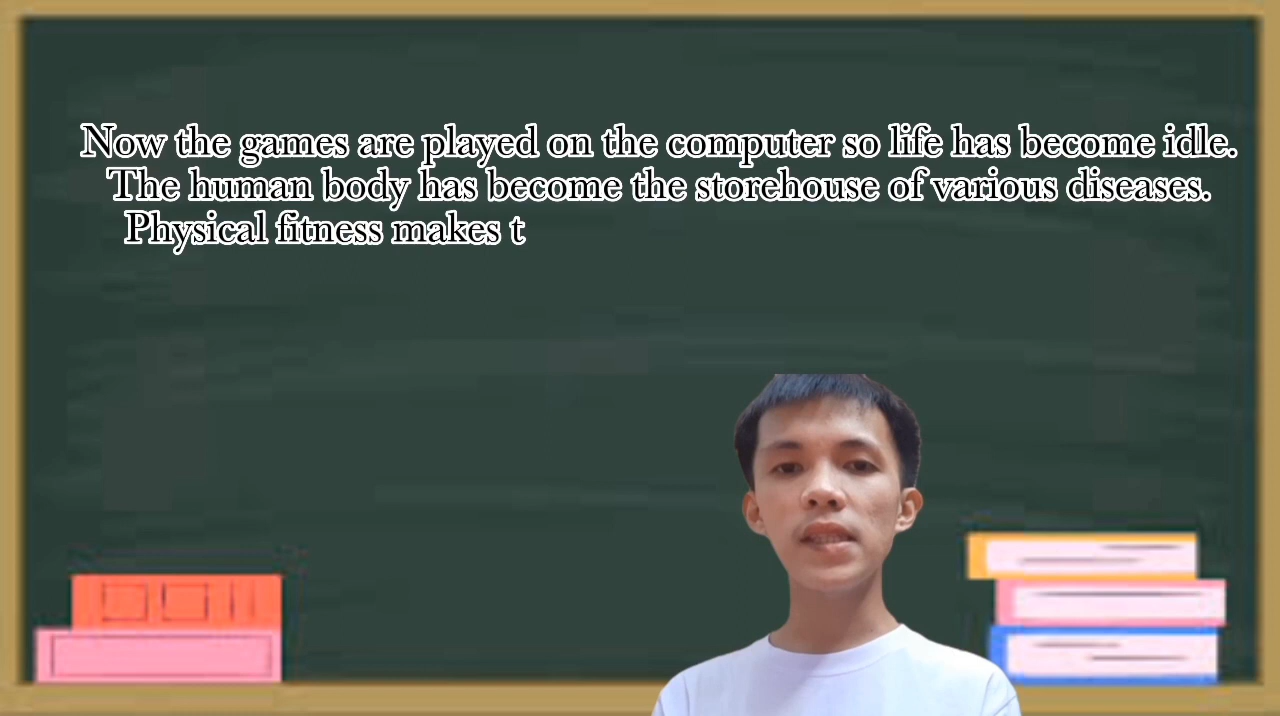 Now the games are played on the computer so life has become idle.
The human body has become the storehouse of various diseases.
Physical fitness makes t